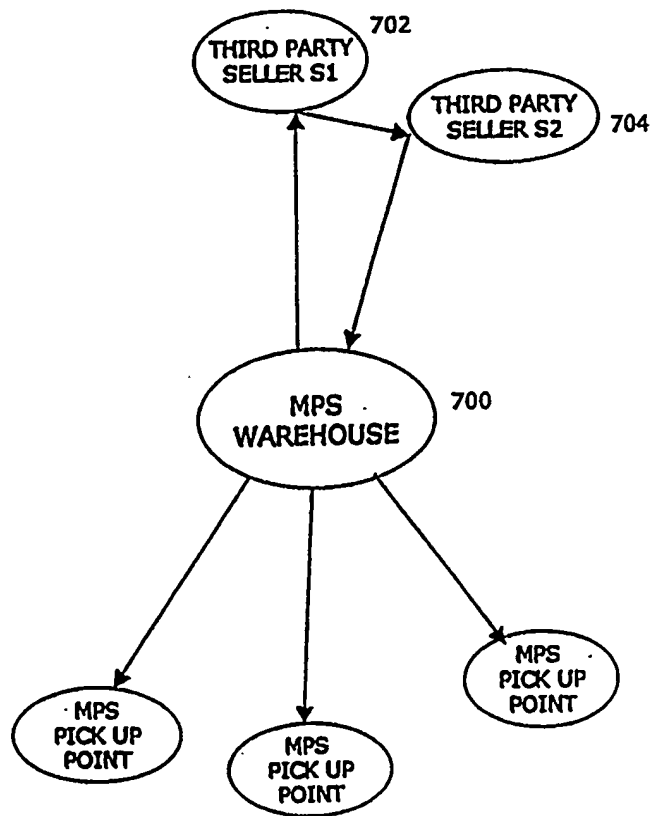 702
THIRD PARTY
SELLER S1
THIRD PARTY
SELLER S2
704
MPS
WAREHOUSE
700
MPS
PICK UP
POINT
MPS
PICK UP
POINT
MPS
PICK UP
POINT